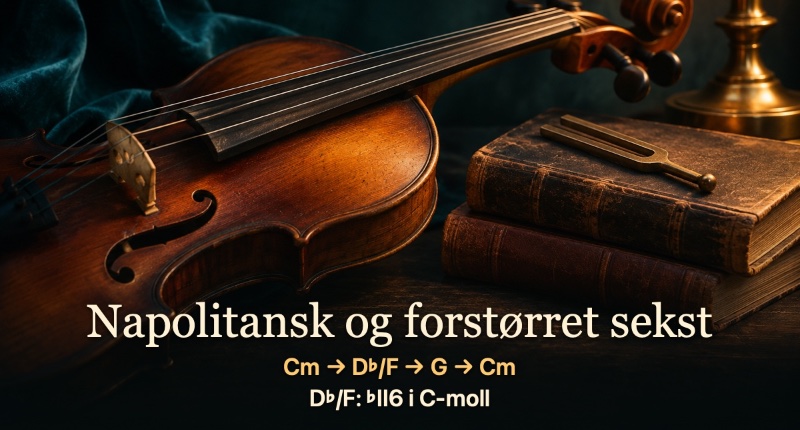 Napolitansk og forstørret sekst
Cm → D♭/F → G → Cm
D♭/F: ♭II6 i C-moll